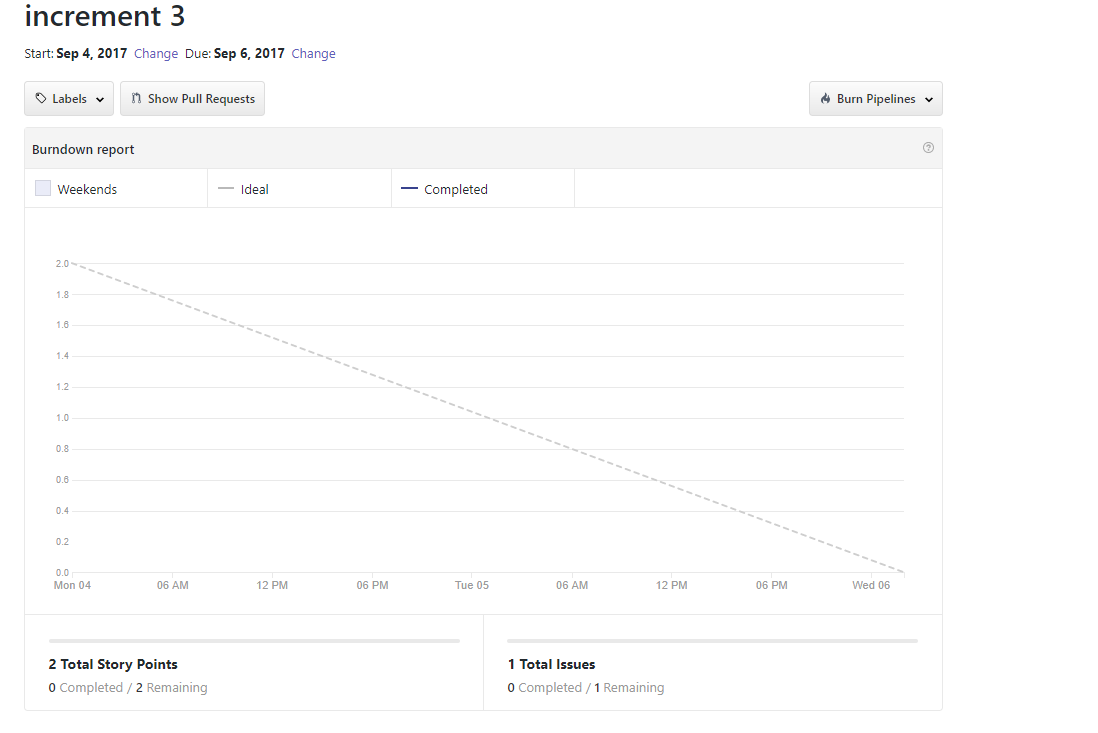 increment 3
Start: Sep 4, 2017 Change Due: Sep 6, 2017 Change
Labels Show Pull Requests Burn Pipelines
Burndown report
Weekends Ideal Completed
2.0
1.8
1.6
1.4
1.2
1.0
0.8
0.6
0.4
0.2
0.0
Mon 04 06 AM 12 PM 06 PM Tue 05 06 AM 12 PM 06 PM Wed 06
2 Total Story Points
0 Completed / 2 Remaining
1 Total Issues
0 Completed / 1 Remaining